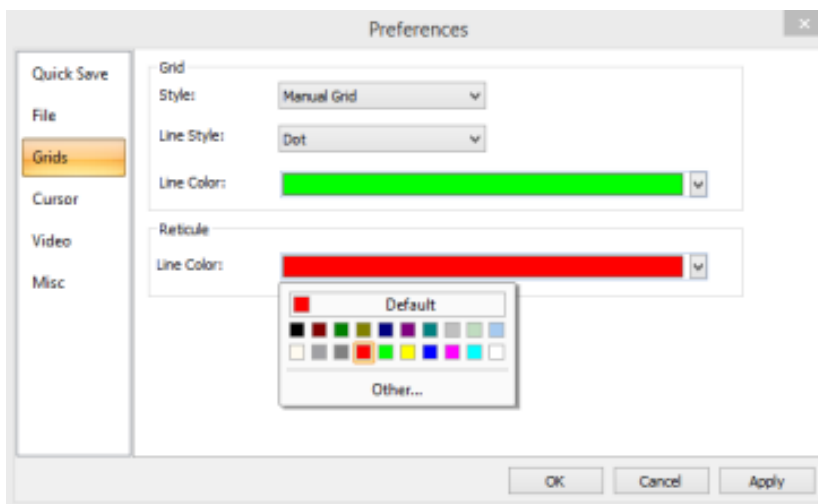 Preferences
Quick Save
File
Grids
Cursor
Video
Misc
Grid
Style: Manual Grid
Line Style: Dot
Line Color:
Reticule
Line Color:
Default
Other...
OK Cancel Apply